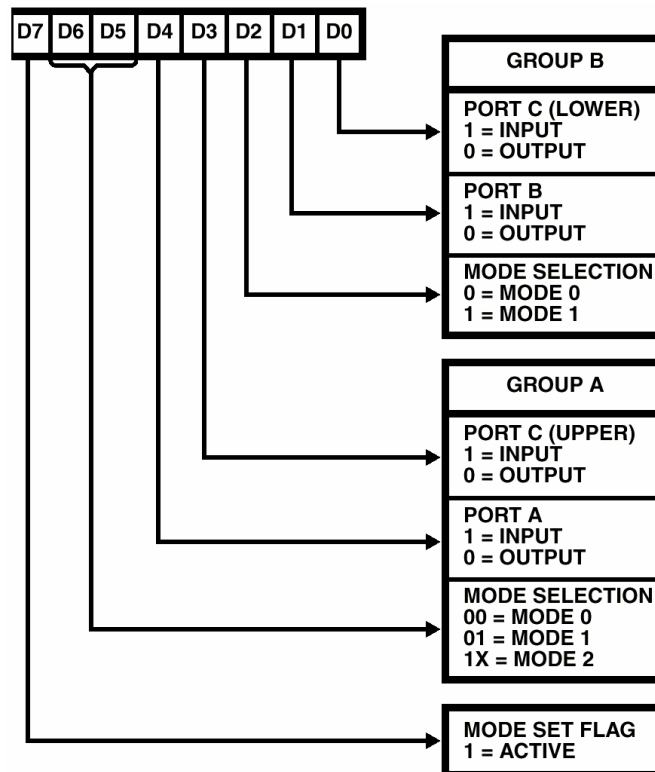 D7 D6 D5 D4 D3 D2 D1 D0
GROUP B
PORT C (LOWER)
1 = INPUT
0 = OUTPUT
PORT B
1 = INPUT
0 = OUTPUT
MODE SELECTION
0 = MODE 0
1 = MODE 1
GROUP A
PORT C (UPPER)
1 = INPUT
0 = OUTPUT
PORT A
1 = INPUT
0 = OUTPUT
MODE SELECTION
00 = MODE 0
01 = MODE 1
1X = MODE 2
MODE SET FLAG
1 = ACTIVE